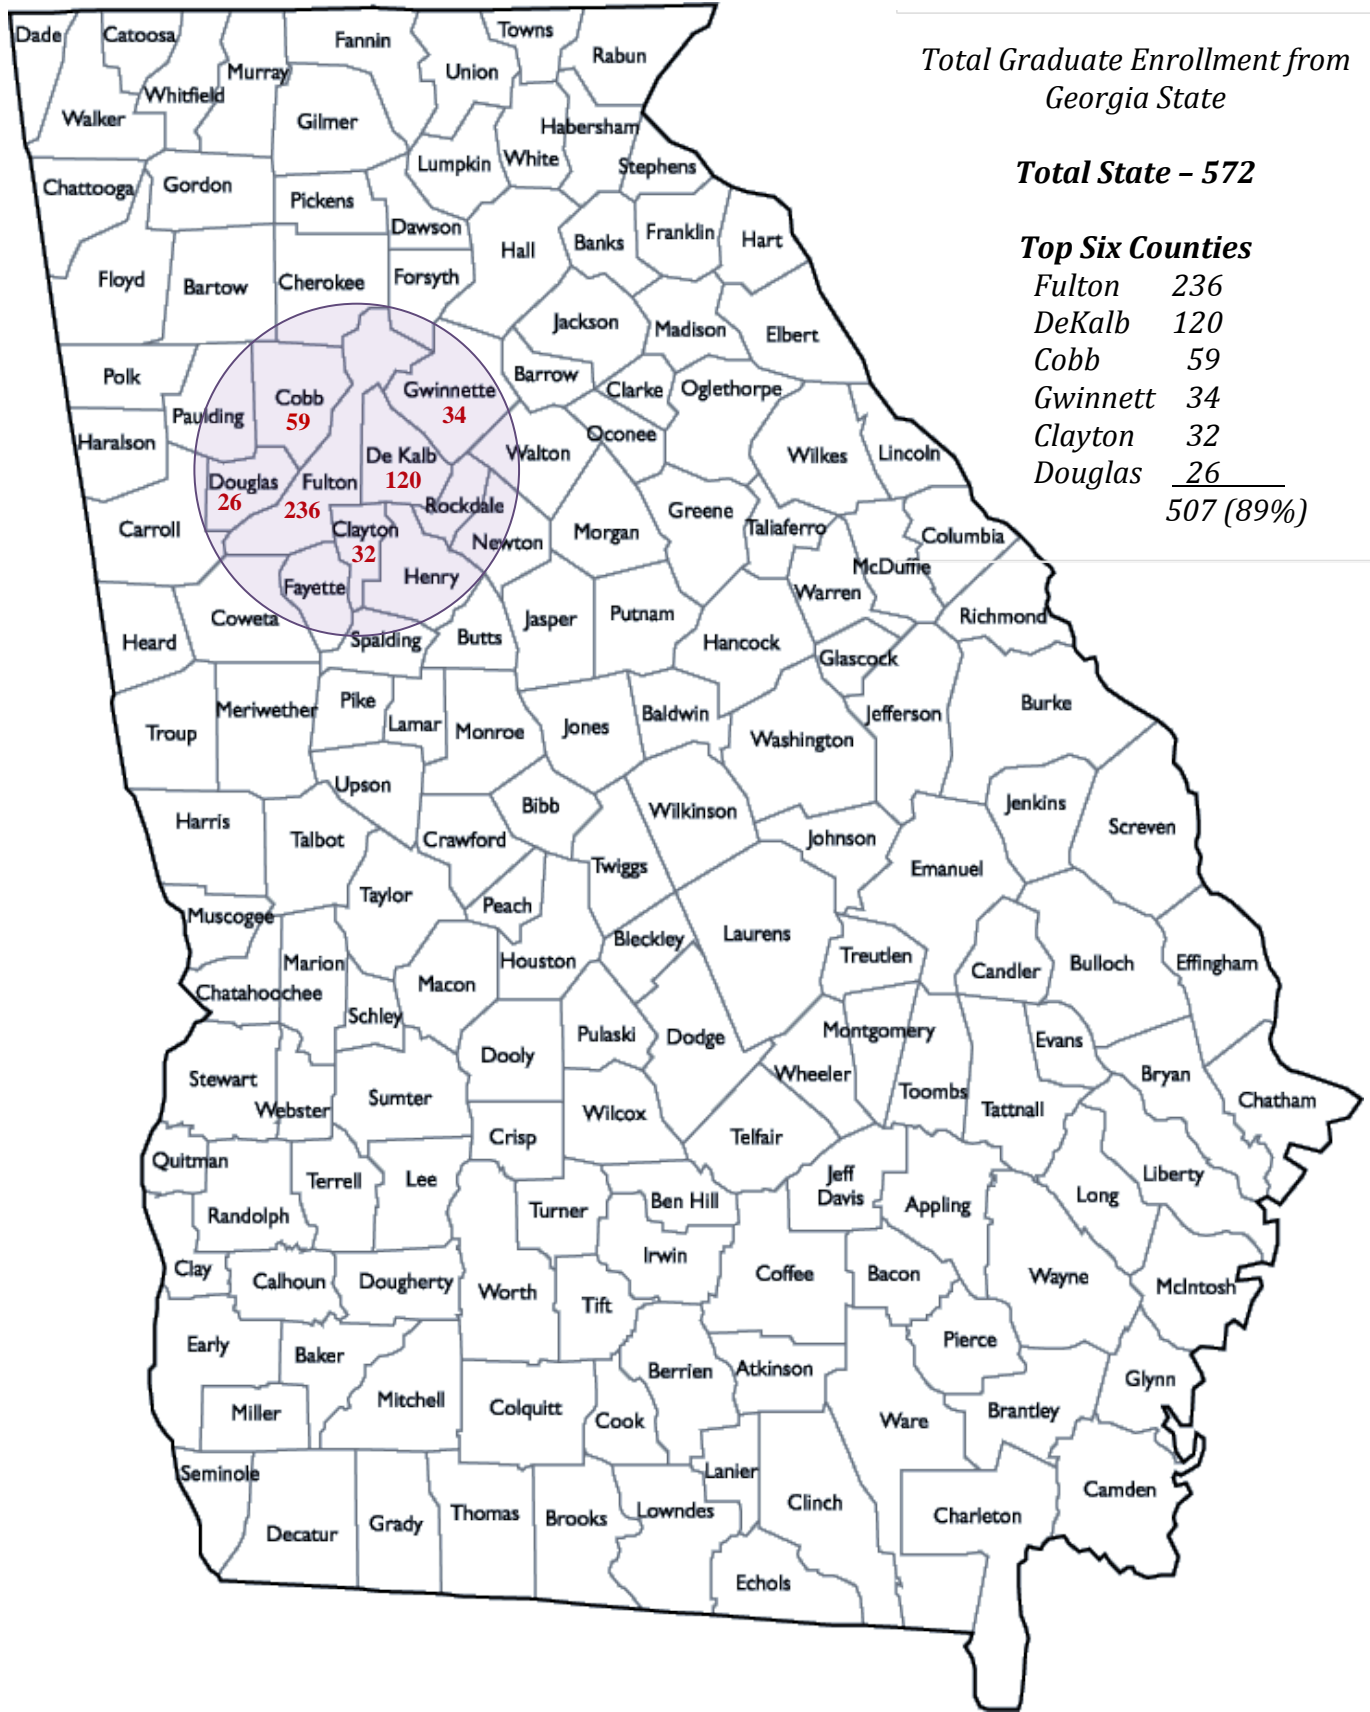 Dade
Catoosa
Fannin
Towns
Rabun
Union
Murray
Whitfield
Walker
Gilmer
Habersham
White
Lumpkin
Stephens
Chattooga
Gordon
Pickens
Dawson
Hall
Banks
Franklin
Hart
Floyd
Bartow
Cherokee
Forsyth
Jackson
Madison
Elbert
Polk
Paulding
Cobb
59
Gwinnette
34
Barrow
Clarke
Oglethorpe
Haralson
Oconee
Walton
Wilkes
Lincoln
Douglas
26
Fulton
236
De Kalb
120
Rockdale
Carroll
Clayton
32
Newton
Morgan
Greene
Taliaferro
Columbia
McDuffie
Warren
Fayette
Henry
Coweta
Heard
Spalding
Butts
Jasper
Putnam
Hancock
Richmond
Glascock
Troup
Meriwether
Pike
Lamar
Monroe
Jones
Baldwin
Washington
Jefferson
Burke
Upson
Bibb
Wilkinson
Jenkins
Screven
Harris
Talbot
Crawford
Twiggs
Johnson
Emanuel
Muscogee
Taylor
Peach
Bleckley
Laurens
Treutlen
Candler
Bulloch
Effingham
Marion
Chatahoochee
Macon
Houston
Schley
Pulaski
Dodge
Montgomery
Evans
Stewart
Webster
Sumter
Dooly
Wilcox
Wheeler
Toombs
Tattnall
Bryan
Chatham
Crisp
Telfair
Quitman
Terrell
Lee
Jeff
Davis
Liberty
Long
Randolph
Turner
Ben Hill
Appling
Irwin
Clay
Calhoun
Dougherty
Worth
Tift
Coffee
Bacon
Wayne
McIntosh
Early
Baker
Pierce
Berrien
Atkinson
Glynn
Miller
Mitchell
Colquitt
Cook
Ware
Brantley
Seminole
Lanier
Camden
Decatur
Grady
Thomas
Brooks
Lowndes
Clinch
Charleton
Echols
Total Graduate Enrollment from
Georgia State
Total State – 572
Top Six Counties
Fulton 236
DeKalb 120
Cobb 59
Gwinnett 34
Clayton 32
Douglas 26
507 (89%)